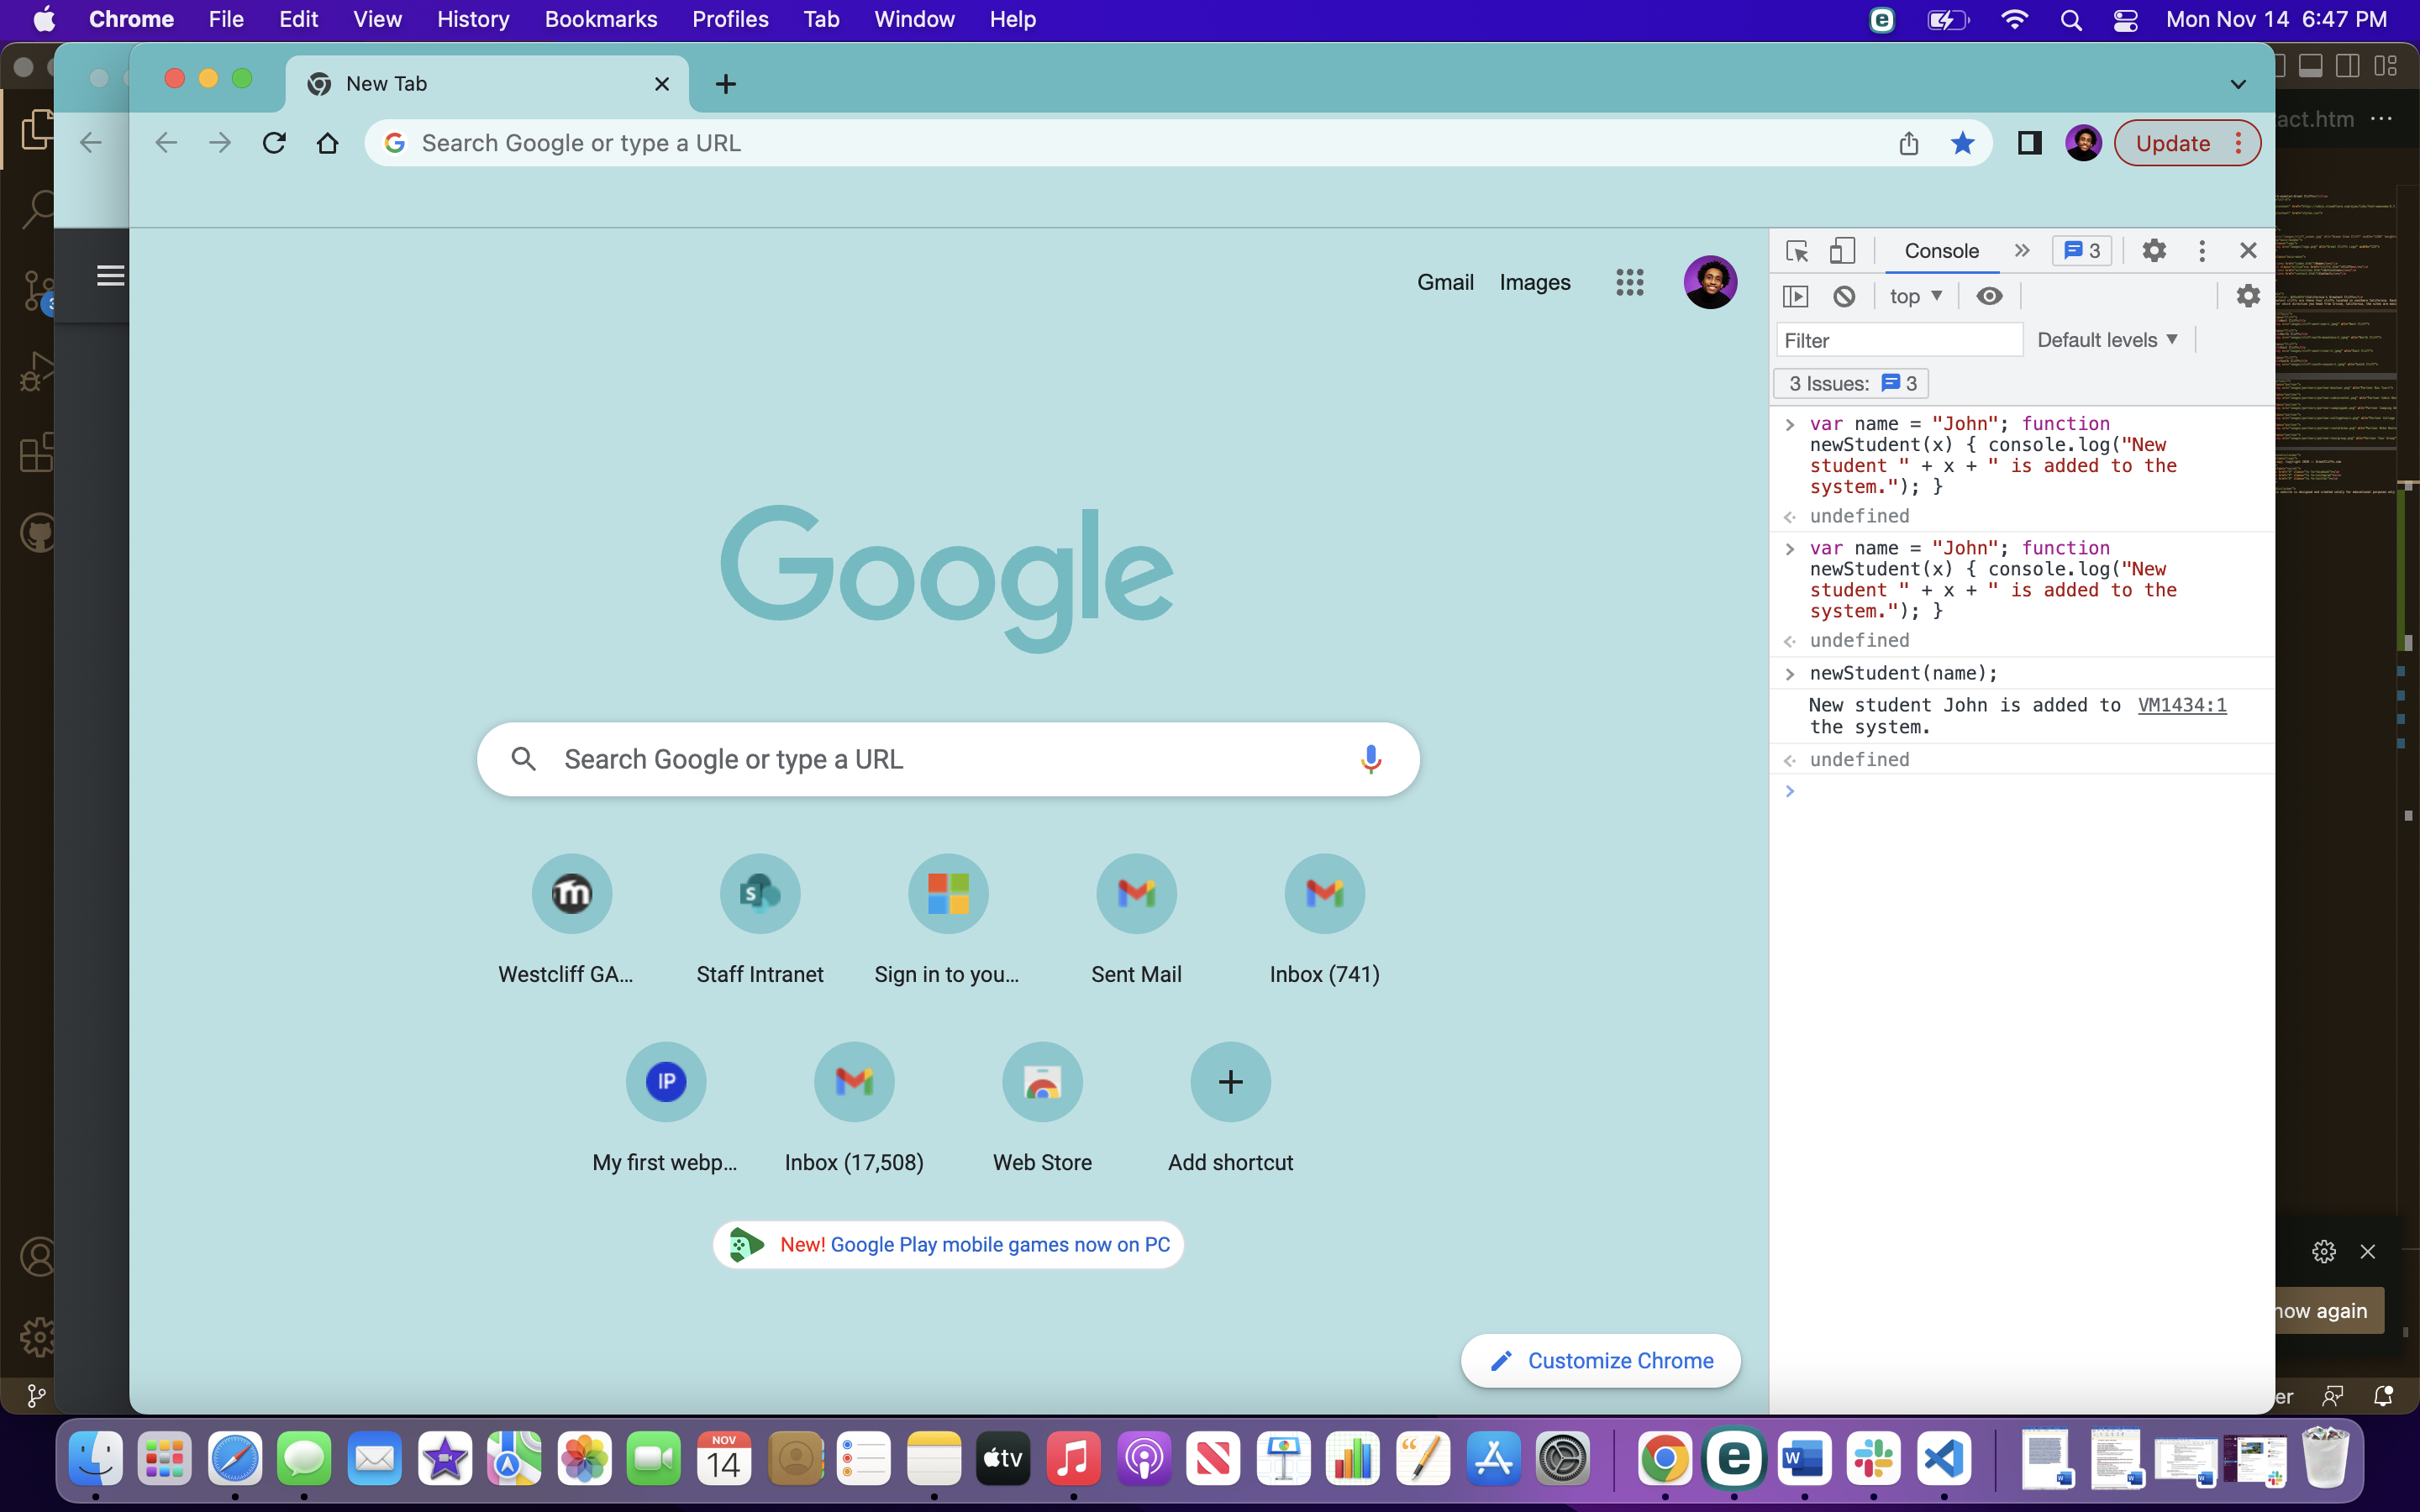 Chrome File Edit View History Bookmarks Profiles Tab Window Help
e
Mon Nov 14 6:47 PM
New Tab
act.htm
Search Google or type a URL
Update
Gmail Images
Console
3
top
Filter
Default levels
3 Issues: 3
var name = "John"; function
newStudent(x) { console.log("New
student " + x + " is added to the
system."); }
undefined
var name = "John"; function
newStudent(x) { console.log("New
student " + x + " is added to the
system."); }
undefined
newStudent(name);
New student John is added to VM1434:1
the system.
undefined
Google
Search Google or type a URL
Westcliff GA...
Staff Intranet
Sign in to you...
Sent Mail
Inbox (741)
IP
My first webp...
Inbox (17,508)
Web Store
Add shortcut
New! Google Play mobile games now on PC
Customize Chrome
now again
er
NOV
14
tv
e
W